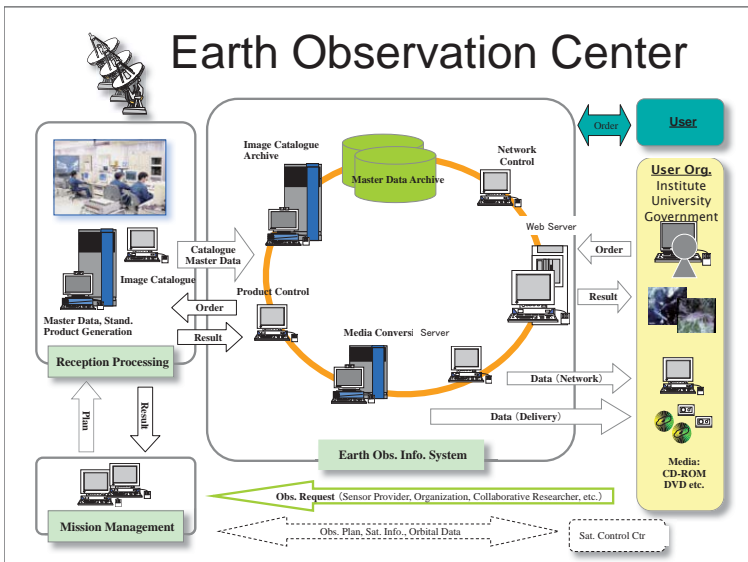 Earth Observation Center
Order
User
Image Catalogue
Archive
Master Data Archive
Network
Control
User Org.
Institute
University
Government
Web Server
Catalogue
Master Data
Order
Image Catalogue
Product Control
Order
Result
Master Data, Stand.
Product Generation
Result
Media Conversi Server
Reception Processing
Data (Network)
Data (Delivery)
Plan
Result
Earth Obs. Info. System
Media:
CD-ROM
DVD etc.
Obs. Request (Sensor Provider, Organization, Collaborative Researcher, etc.)
Mission Management
Obs. Plan, Sat. Info., Orbital Data
Sat. Control Ctr